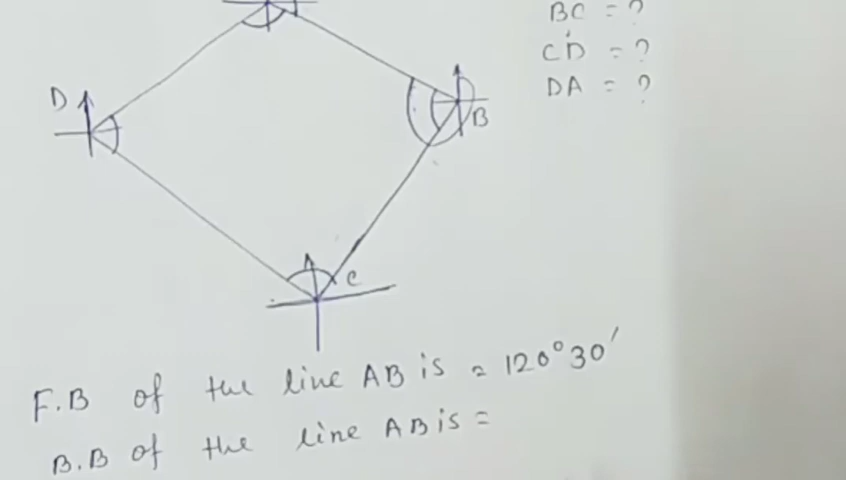 BC = ?
CD = ?
DA = ?
D
B
C
F.B of the line AB is = 120°30'
B.B of the line AB is =